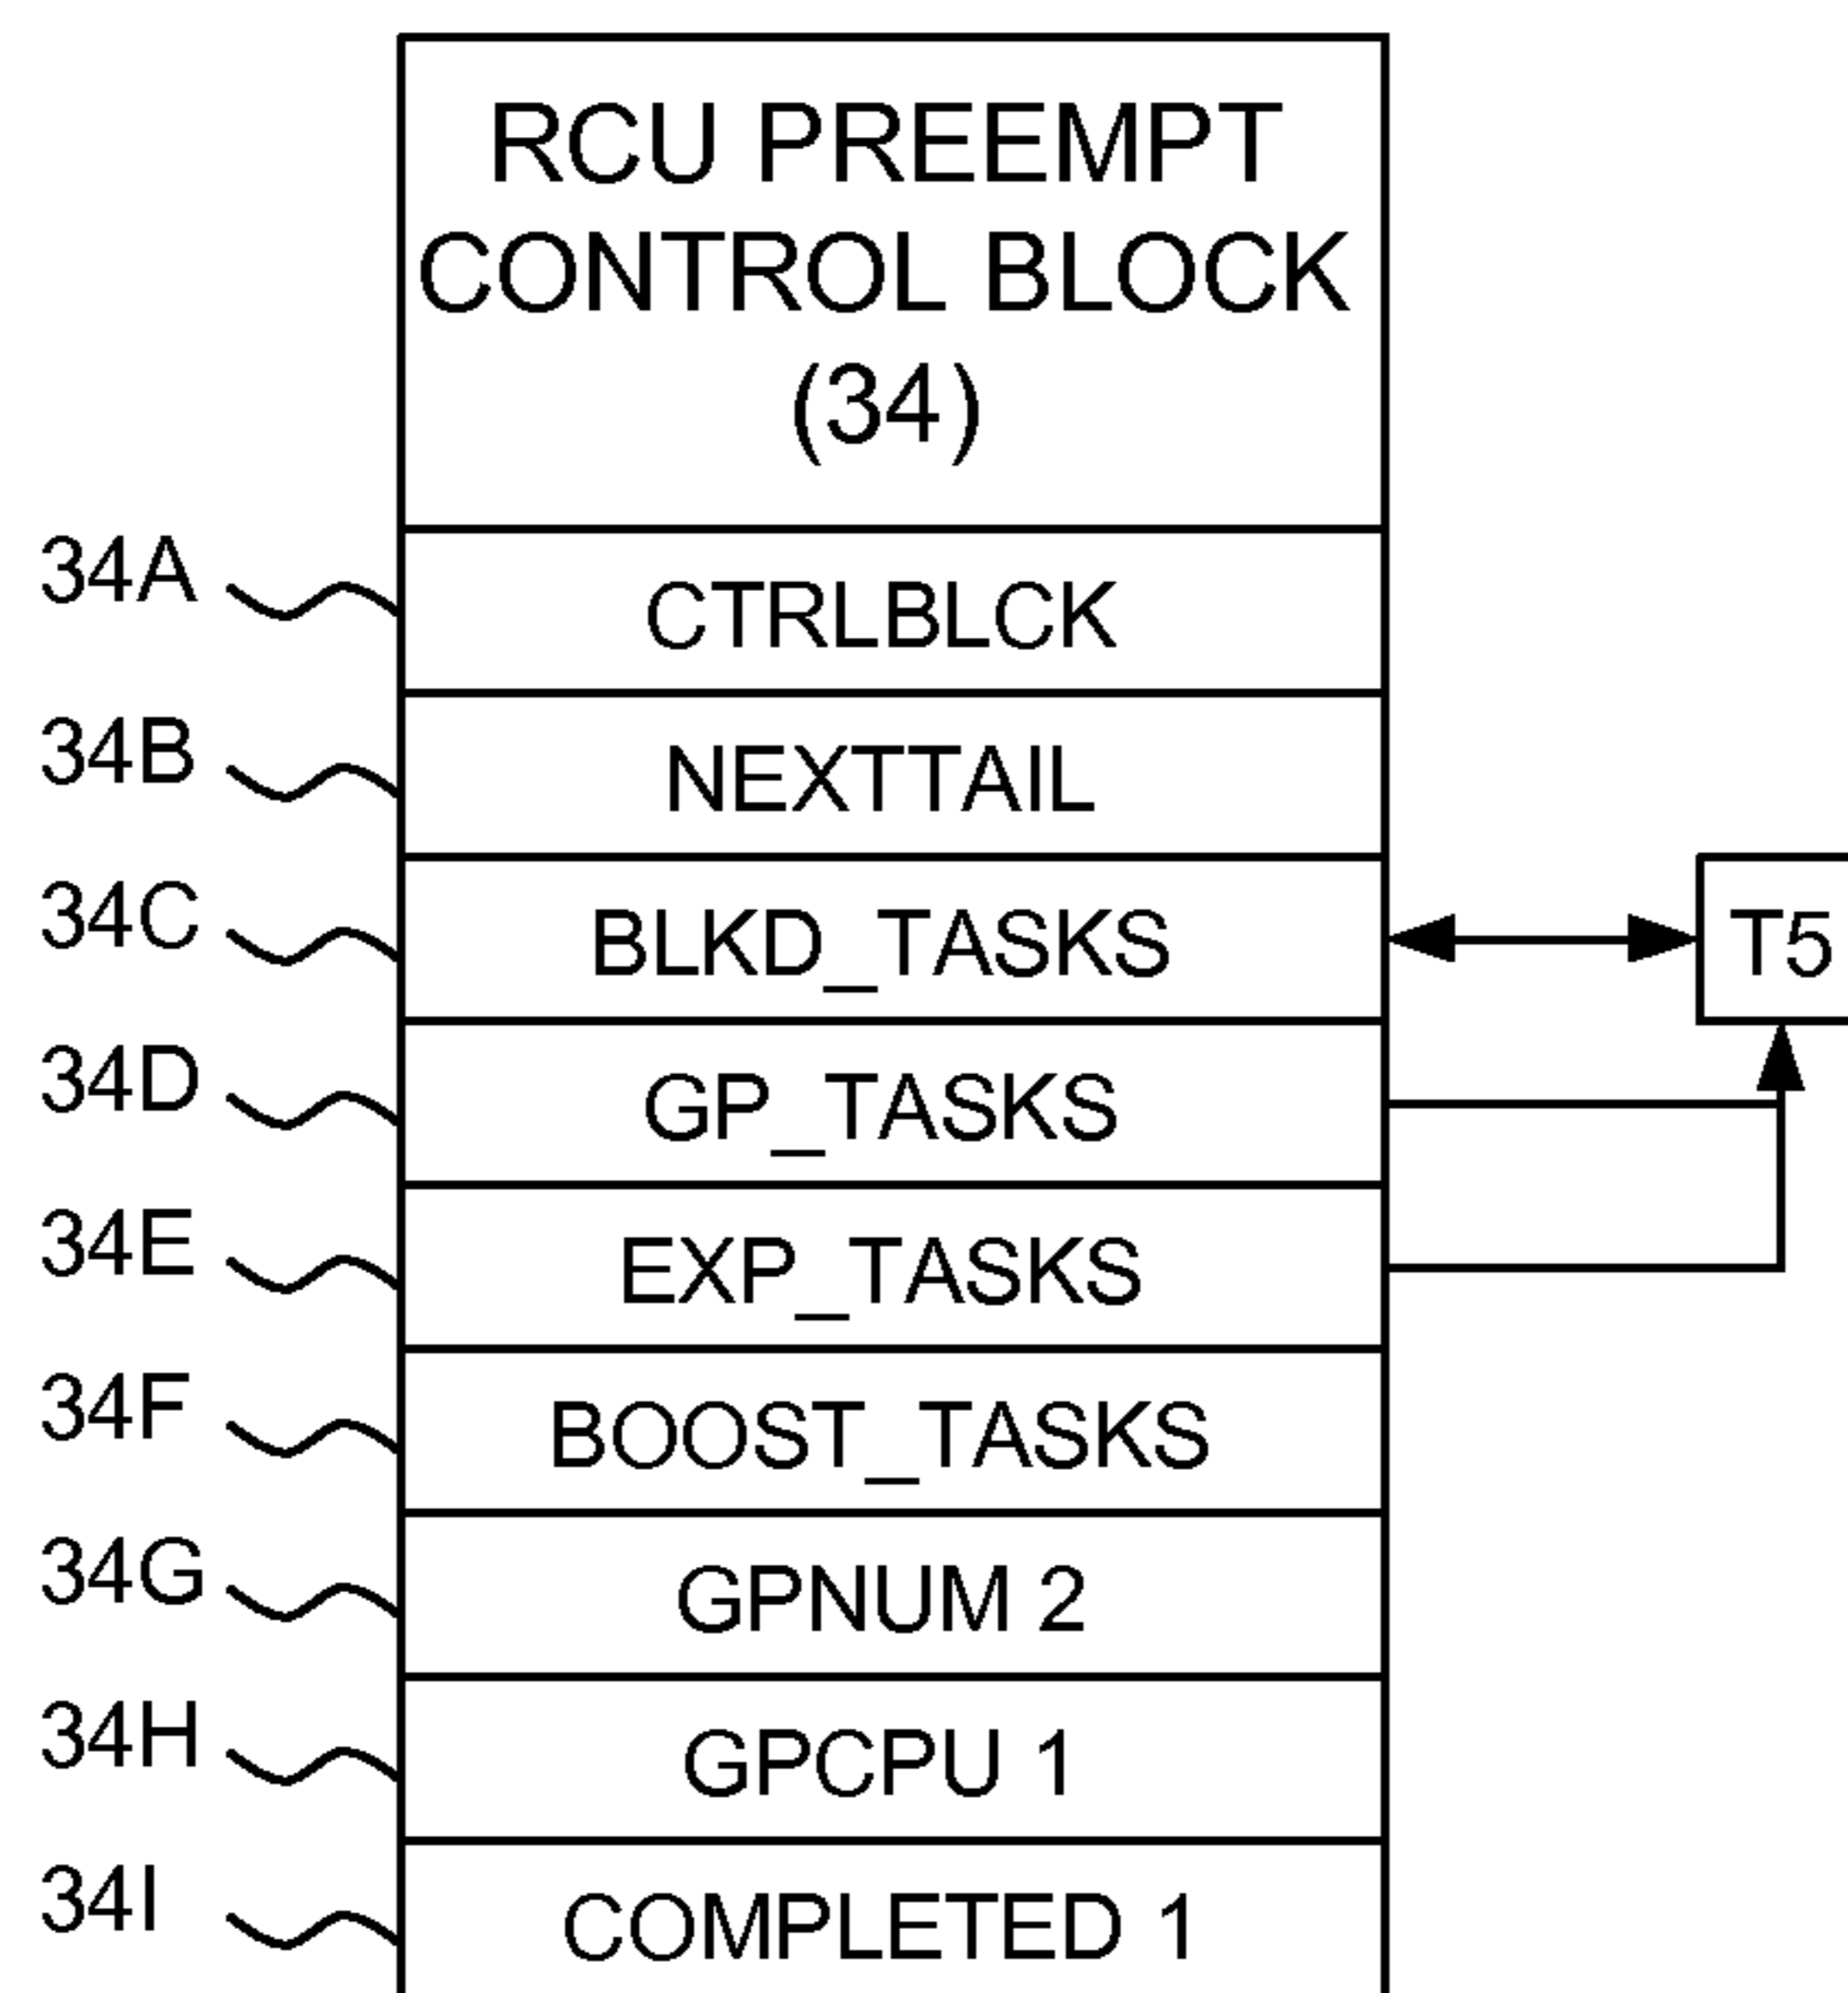 RCU PREEMPT
CONTROL BLOCK
(34)
34A CTRLBLCK
34B NEXTTAIL
34C BLKD_TASKS T5
34D GP_TASKS
34E EXP_TASKS
34F BOOST_TASKS
34G GPNUM 2
34H GPCPU 1
34I COMPLETED 1